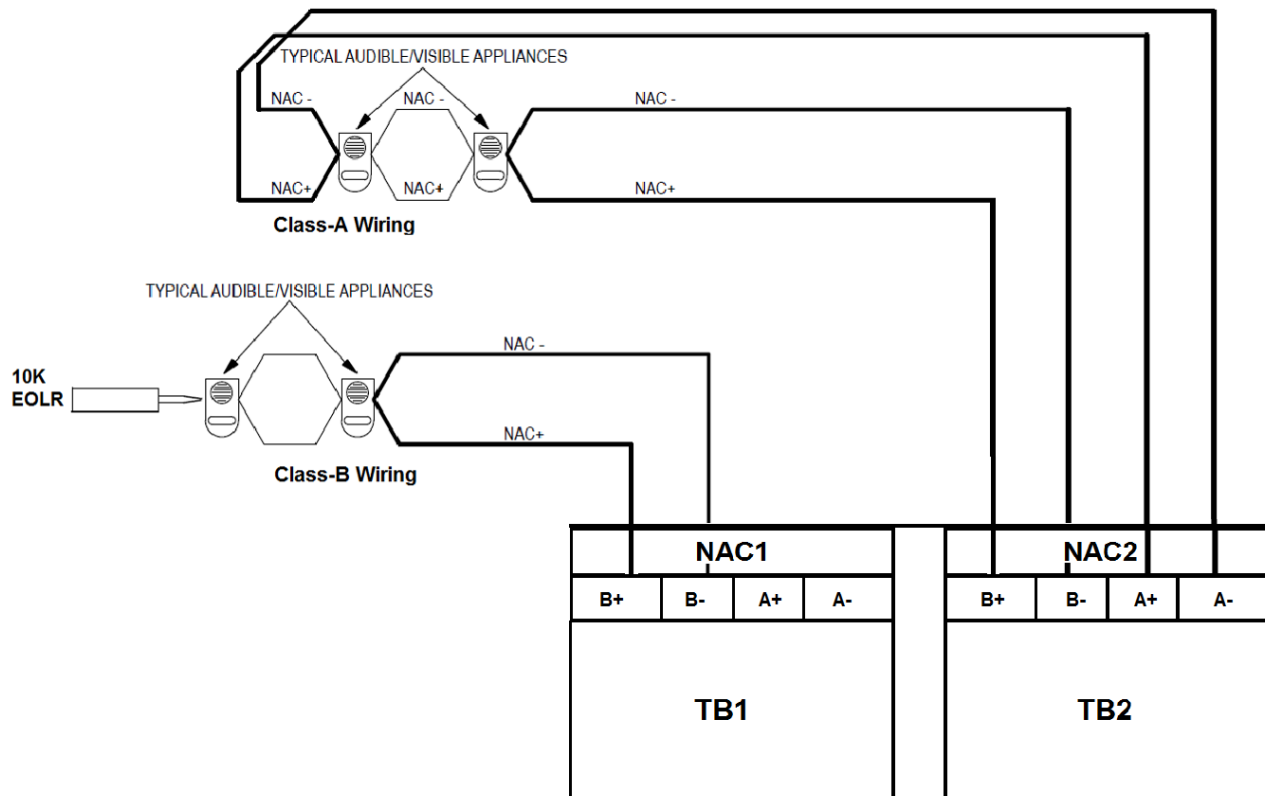 TYPICAL AUDIBLE/VISIBLE APPLIANCES
NAC -
NAC -
NAC -
NAC+
NAC+
NAC+
Class-A Wiring
TYPICAL AUDIBLE/VISIBLE APPLIANCES
NAC -
10K
EOLR
NAC+
Class-B Wiring
NAC1
NAC2
B+
B-
A+
A-
B+
B-
A+
A-
TB1
TB2